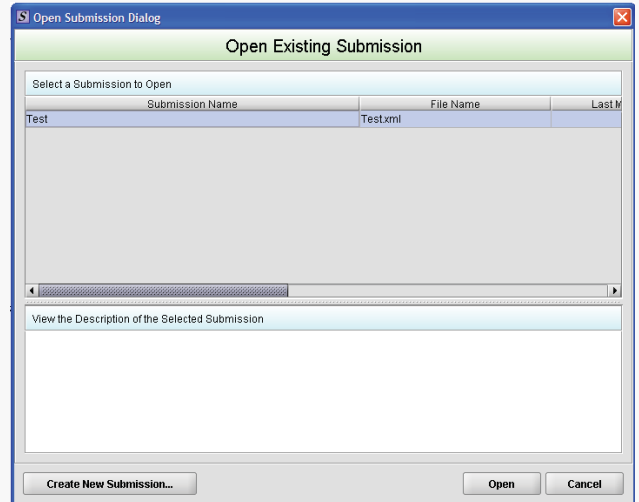 S Open Submission Dialog
Open Existing Submission
Select a Submission to Open
Submission Name File Name Last M
Test Test.xml
View the Description of the Selected Submission
Create New Submission... Open Cancel